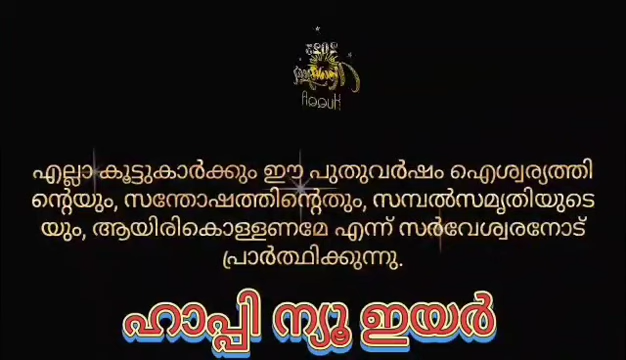 എല്ലാ കൂട്ടുകാർക്കും ഈ പുതുവർഷം ഐശ്വര്യത്തി
ന്റെയും, സന്തോഷത്തിന്റെതും, സമ്പൽസമൃതിയുടെ
യും, ആയിരികൊള്ളണമേ എന്ന് സർവേശ്വരനോട്
പ്രാർത്ഥിക്കുന്നു.
ഹാപ്പി ന്യൂ ഇയർ